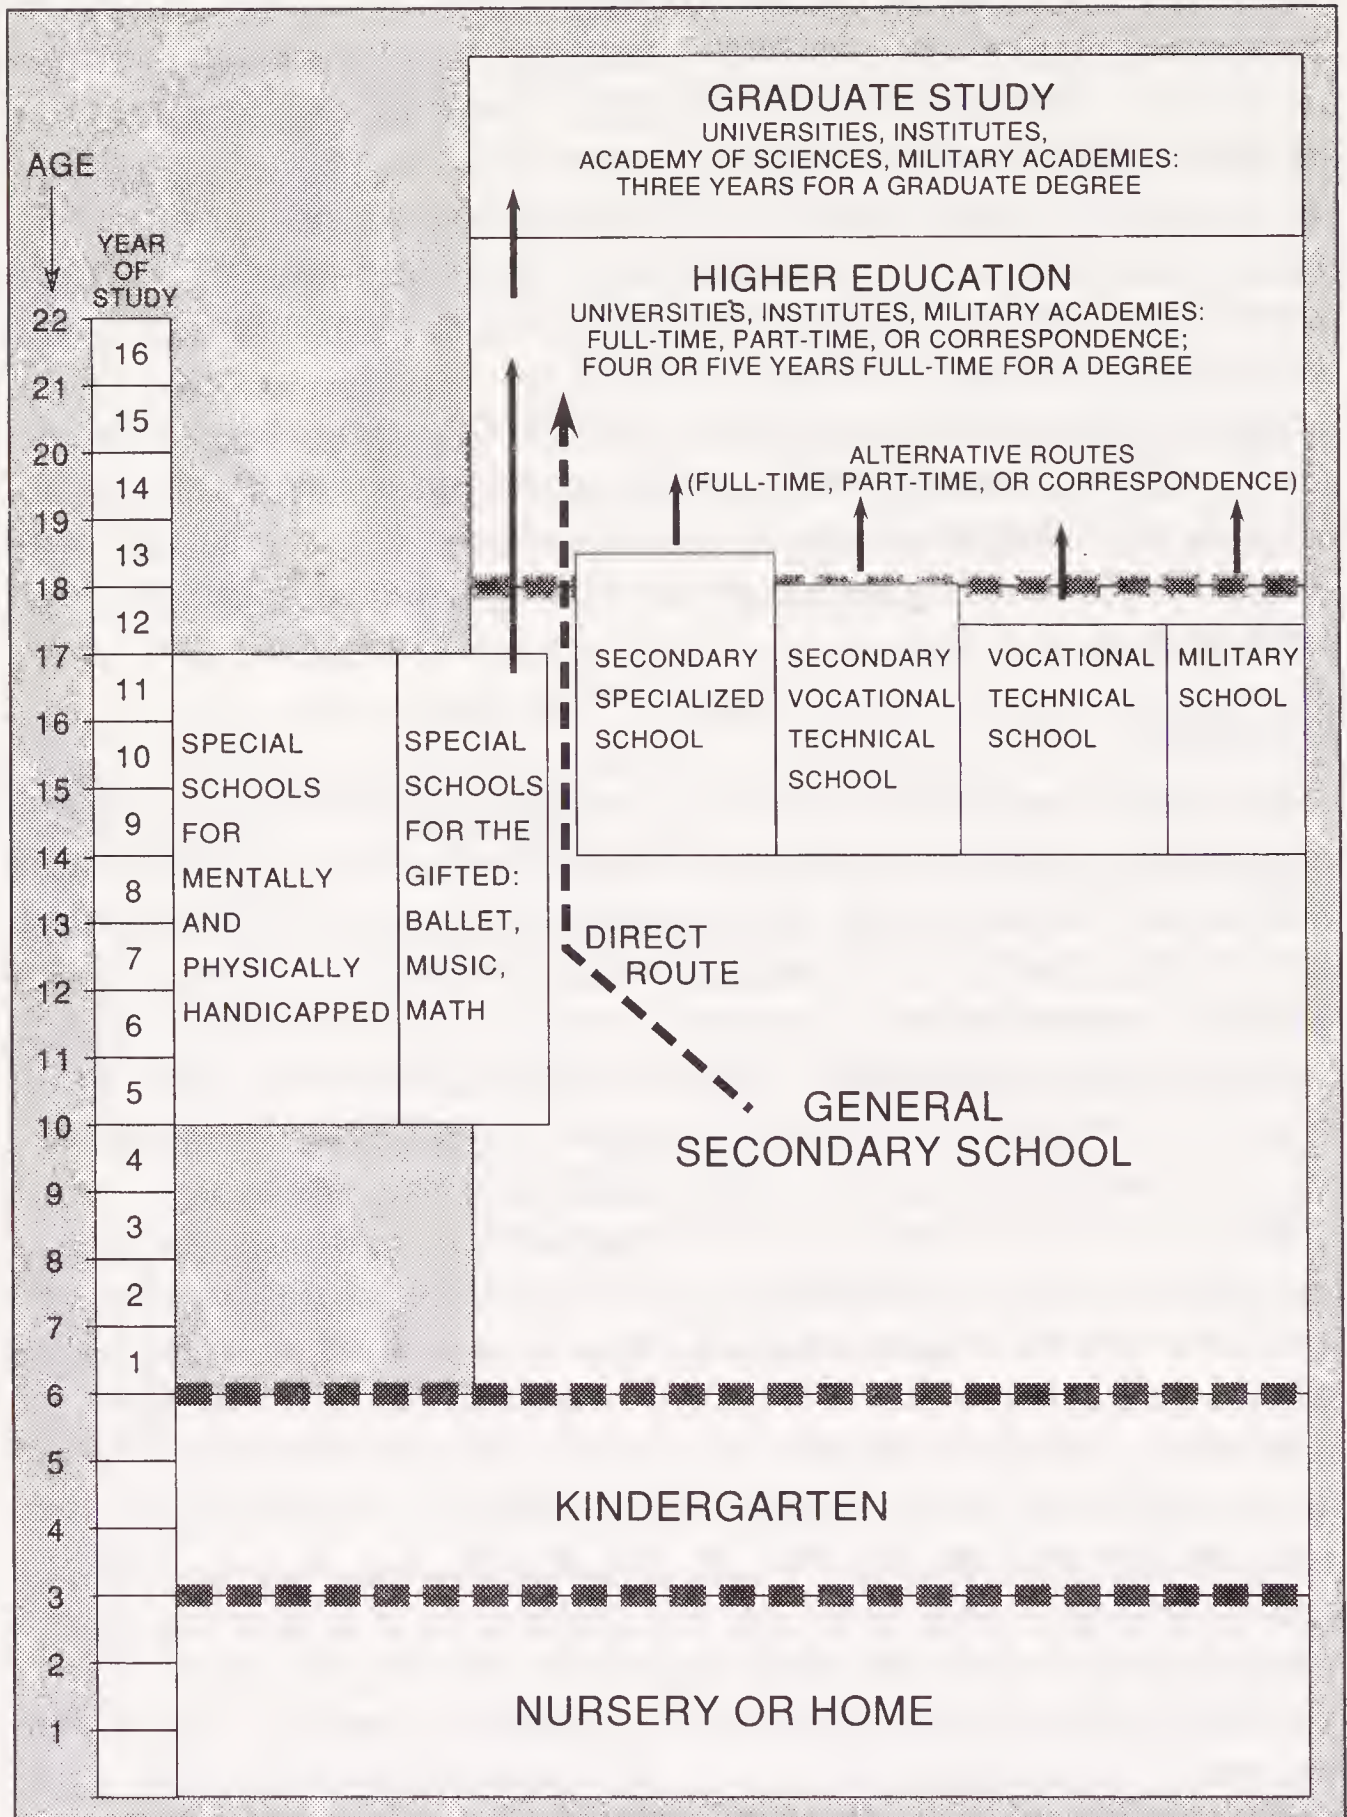 GRADUATE STUDY
UNIVERSITIES, INSTITUTES,
ACADEMY OF SCIENCES, MILITARY ACADEMIES:
THREE YEARS FOR A GRADUATE DEGREE
AGE
YEAR
OF
STUDY
HIGHER EDUCATION
UNIVERSITIES, INSTITUTES, MILITARY ACADEMIES:
FULL-TIME, PART-TIME, OR CORRESPONDENCE;
FOUR OR FIVE YEARS FULL-TIME FOR A DEGREE
ALTERNATIVE ROUTES
(FULL-TIME, PART-TIME, OR CORRESPONDENCE)
22
16
21
15
20
14
19
13
18
12
17
11
16
10
15
9
14
8
13
7
12
6
11
5
10
4
9
3
8
2
7
1
6
5
4
3
2
1
SPECIAL
SCHOOLS
FOR
MENTALLY
AND
PHYSICALLY
HANDICAPPED
SPECIAL
SCHOOLS
FOR THE
GIFTED:
BALLET,
MUSIC,
MATH
SECONDARY
SPECIALIZED
SCHOOL
SECONDARY
VOCATIONAL
TECHNICAL
SCHOOL
VOCATIONAL
TECHNICAL
SCHOOL
MILITARY
SCHOOL
DIRECT
ROUTE
GENERAL
SECONDARY SCHOOL
KINDERGARTEN
NURSERY OR HOME